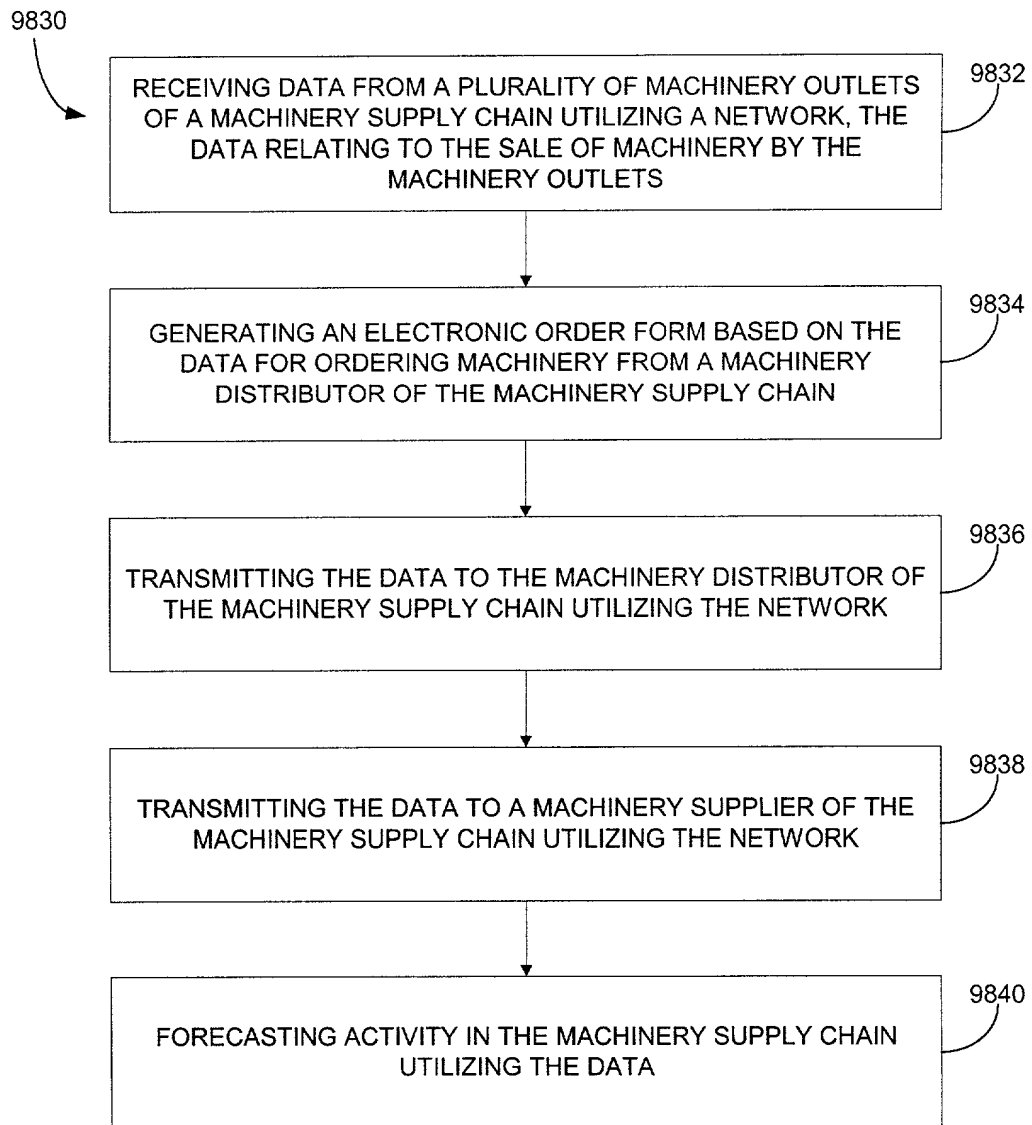 9830
RECEIVING DATA FROM A PLURALITY OF MACHINERY OUTLETS
OF A MACHINERY SUPPLY CHAIN UTILIZING A NETWORK, THE
DATA RELATING TO THE SALE OF MACHINERY BY THE
MACHINERY OUTLETS
9832
GENERATING AN ELECTRONIC ORDER FORM BASED ON THE
DATA FOR ORDERING MACHINERY FROM A MACHINERY
DISTRIBUTOR OF THE MACHINERY SUPPLY CHAIN
9834
TRANSMITTING THE DATA TO THE MACHINERY DISTRIBUTOR OF
THE MACHINERY SUPPLY CHAIN UTILIZING THE NETWORK
9836
TRANSMITTING THE DATA TO A MACHINERY SUPPLIER OF THE
MACHINERY SUPPLY CHAIN UTILIZING THE NETWORK
9838
FORECASTING ACTIVITY IN THE MACHINERY SUPPLY CHAIN
UTILIZING THE DATA
9840